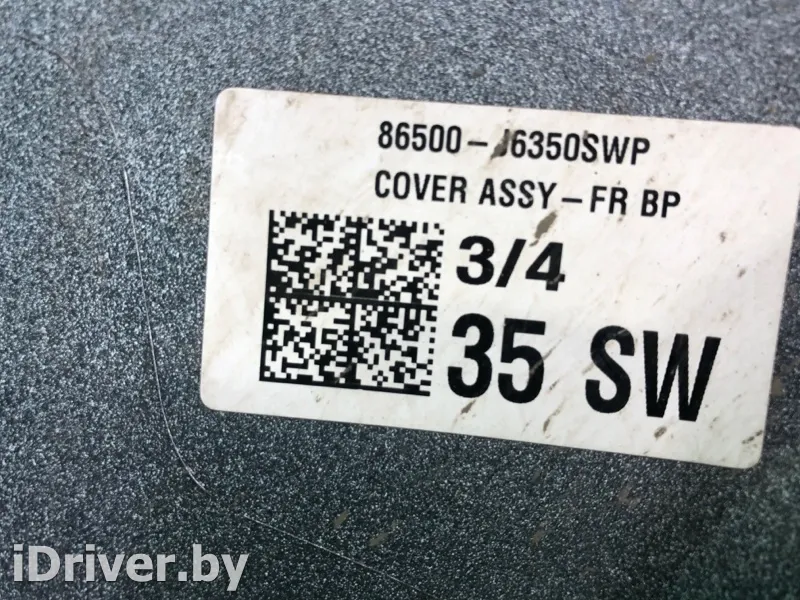 86500-J6350SWP
COVER ASSY-FR BP
3/4
35 SW
iDriver.by